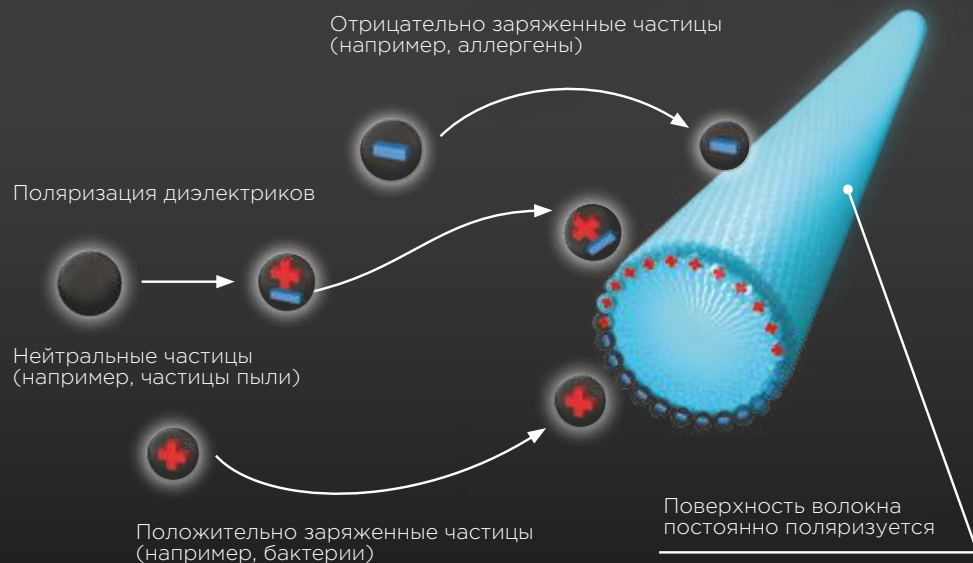 Отрицательно заряженные частицы
(например, аллергены)
Поляризация диэлектриков
Нейтральные частицы
(например, частицы пыли)
Положительно заряженные частицы
(например, бактерии)
Поверхность волокна
постоянно поляризуется